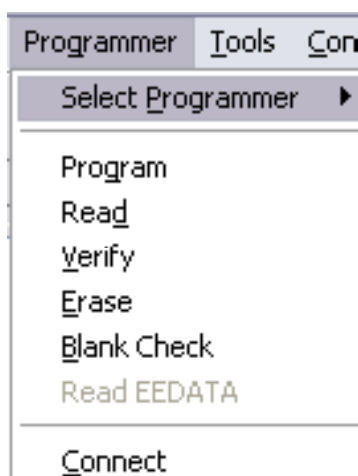 Programmer Tools
Select Programmer
Program
Read
Verify
Erase
Blank Check
Read EEDATA
Connect